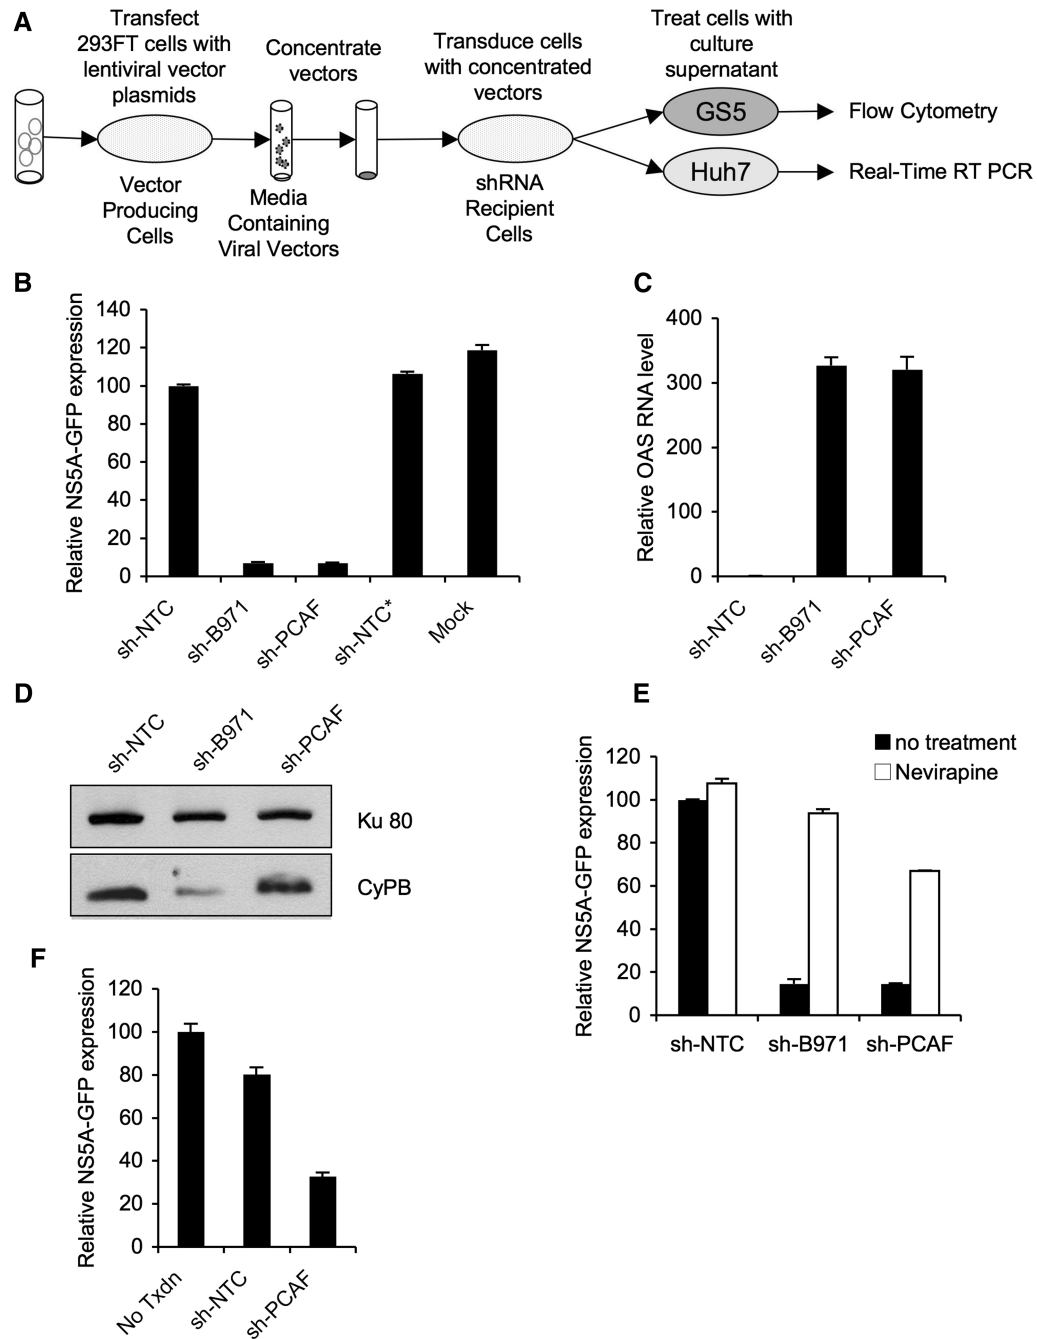 A
Transfect
293FT cells with
lentiviral vector
plasmids
Vector
Producing
Cells
Concentrate
vectors
Media
Containing
Viral Vectors
Transduce cells
with concentrated
vectors
shRNA
Recipient
Cells
Treat cells with
culture
supernatant
GS5
Flow Cytometry
Huh7
Real-Time RT PCR
B
Relative NS5A-GFP expression
140
120
100
80
60
40
20
0
sh-NTC
sh-B971
sh-PCAF
sh-NTC*
Mock
C
Relative OAS RNA level
400
300
200
100
0
sh-NTC
sh-B971
sh-PCAF
D
sh-NTC
sh-B971
sh-PCAF
Ku 80
CyPB
E
no treatment
Nevirapine
Relative NS5A-GFP expression
120
100
80
60
40
20
0
sh-NTC
sh-B971
sh-PCAF
F
Relative NS5A-GFP expression
120
100
80
60
40
20
0
No Txdn
sh-NTC
sh-PCAF